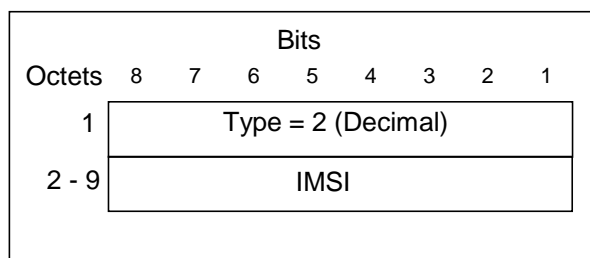 Bits
Octets 8 7 6 5 4 3 2 1
1 Type = 2 (Decimal)
2 - 9 IMSI